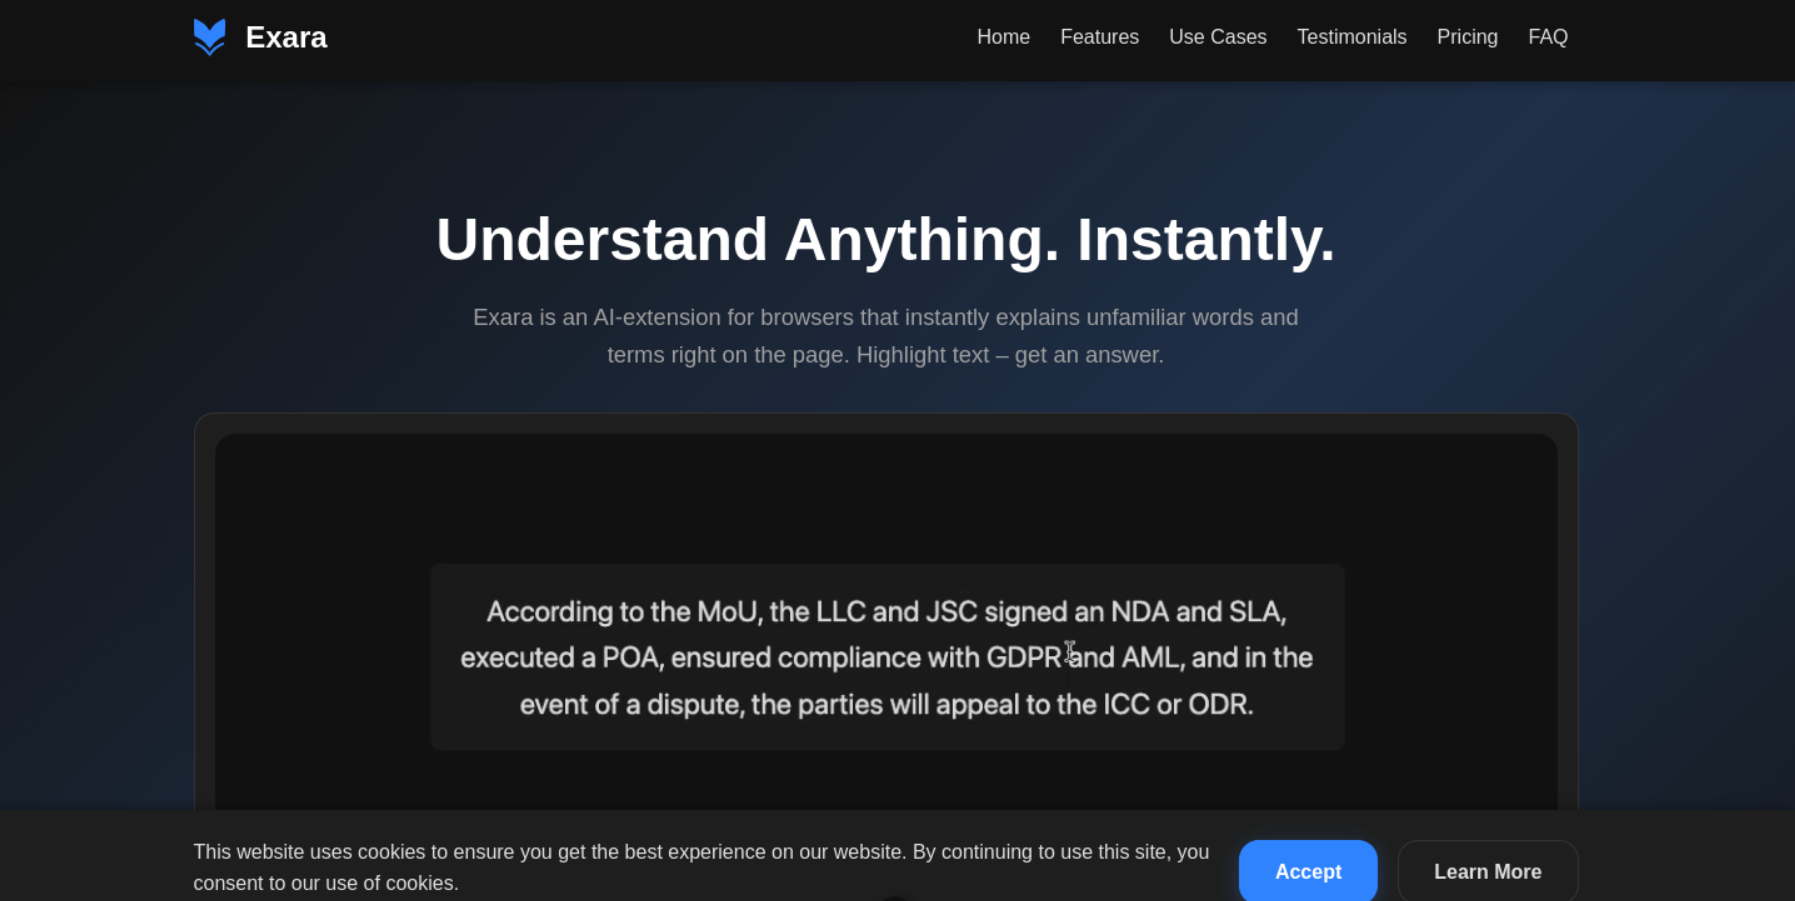 Exara
Home Features Use Cases Testimonials Pricing FAQ
Understand Anything. Instantly.
Exara is an AI-extension for browsers that instantly explains unfamiliar words and
terms right on the page. Highlight text – get an answer.
According to the MoU, the LLC and JSC signed an NDA and SLA,
executed a POA, ensured compliance with GDPR and AML, and in the
event of a dispute, the parties will appeal to the ICC or ODR.
This website uses cookies to ensure you get the best experience on our website. By continuing to use this site, you
consent to our use of cookies.
Accept
Learn More